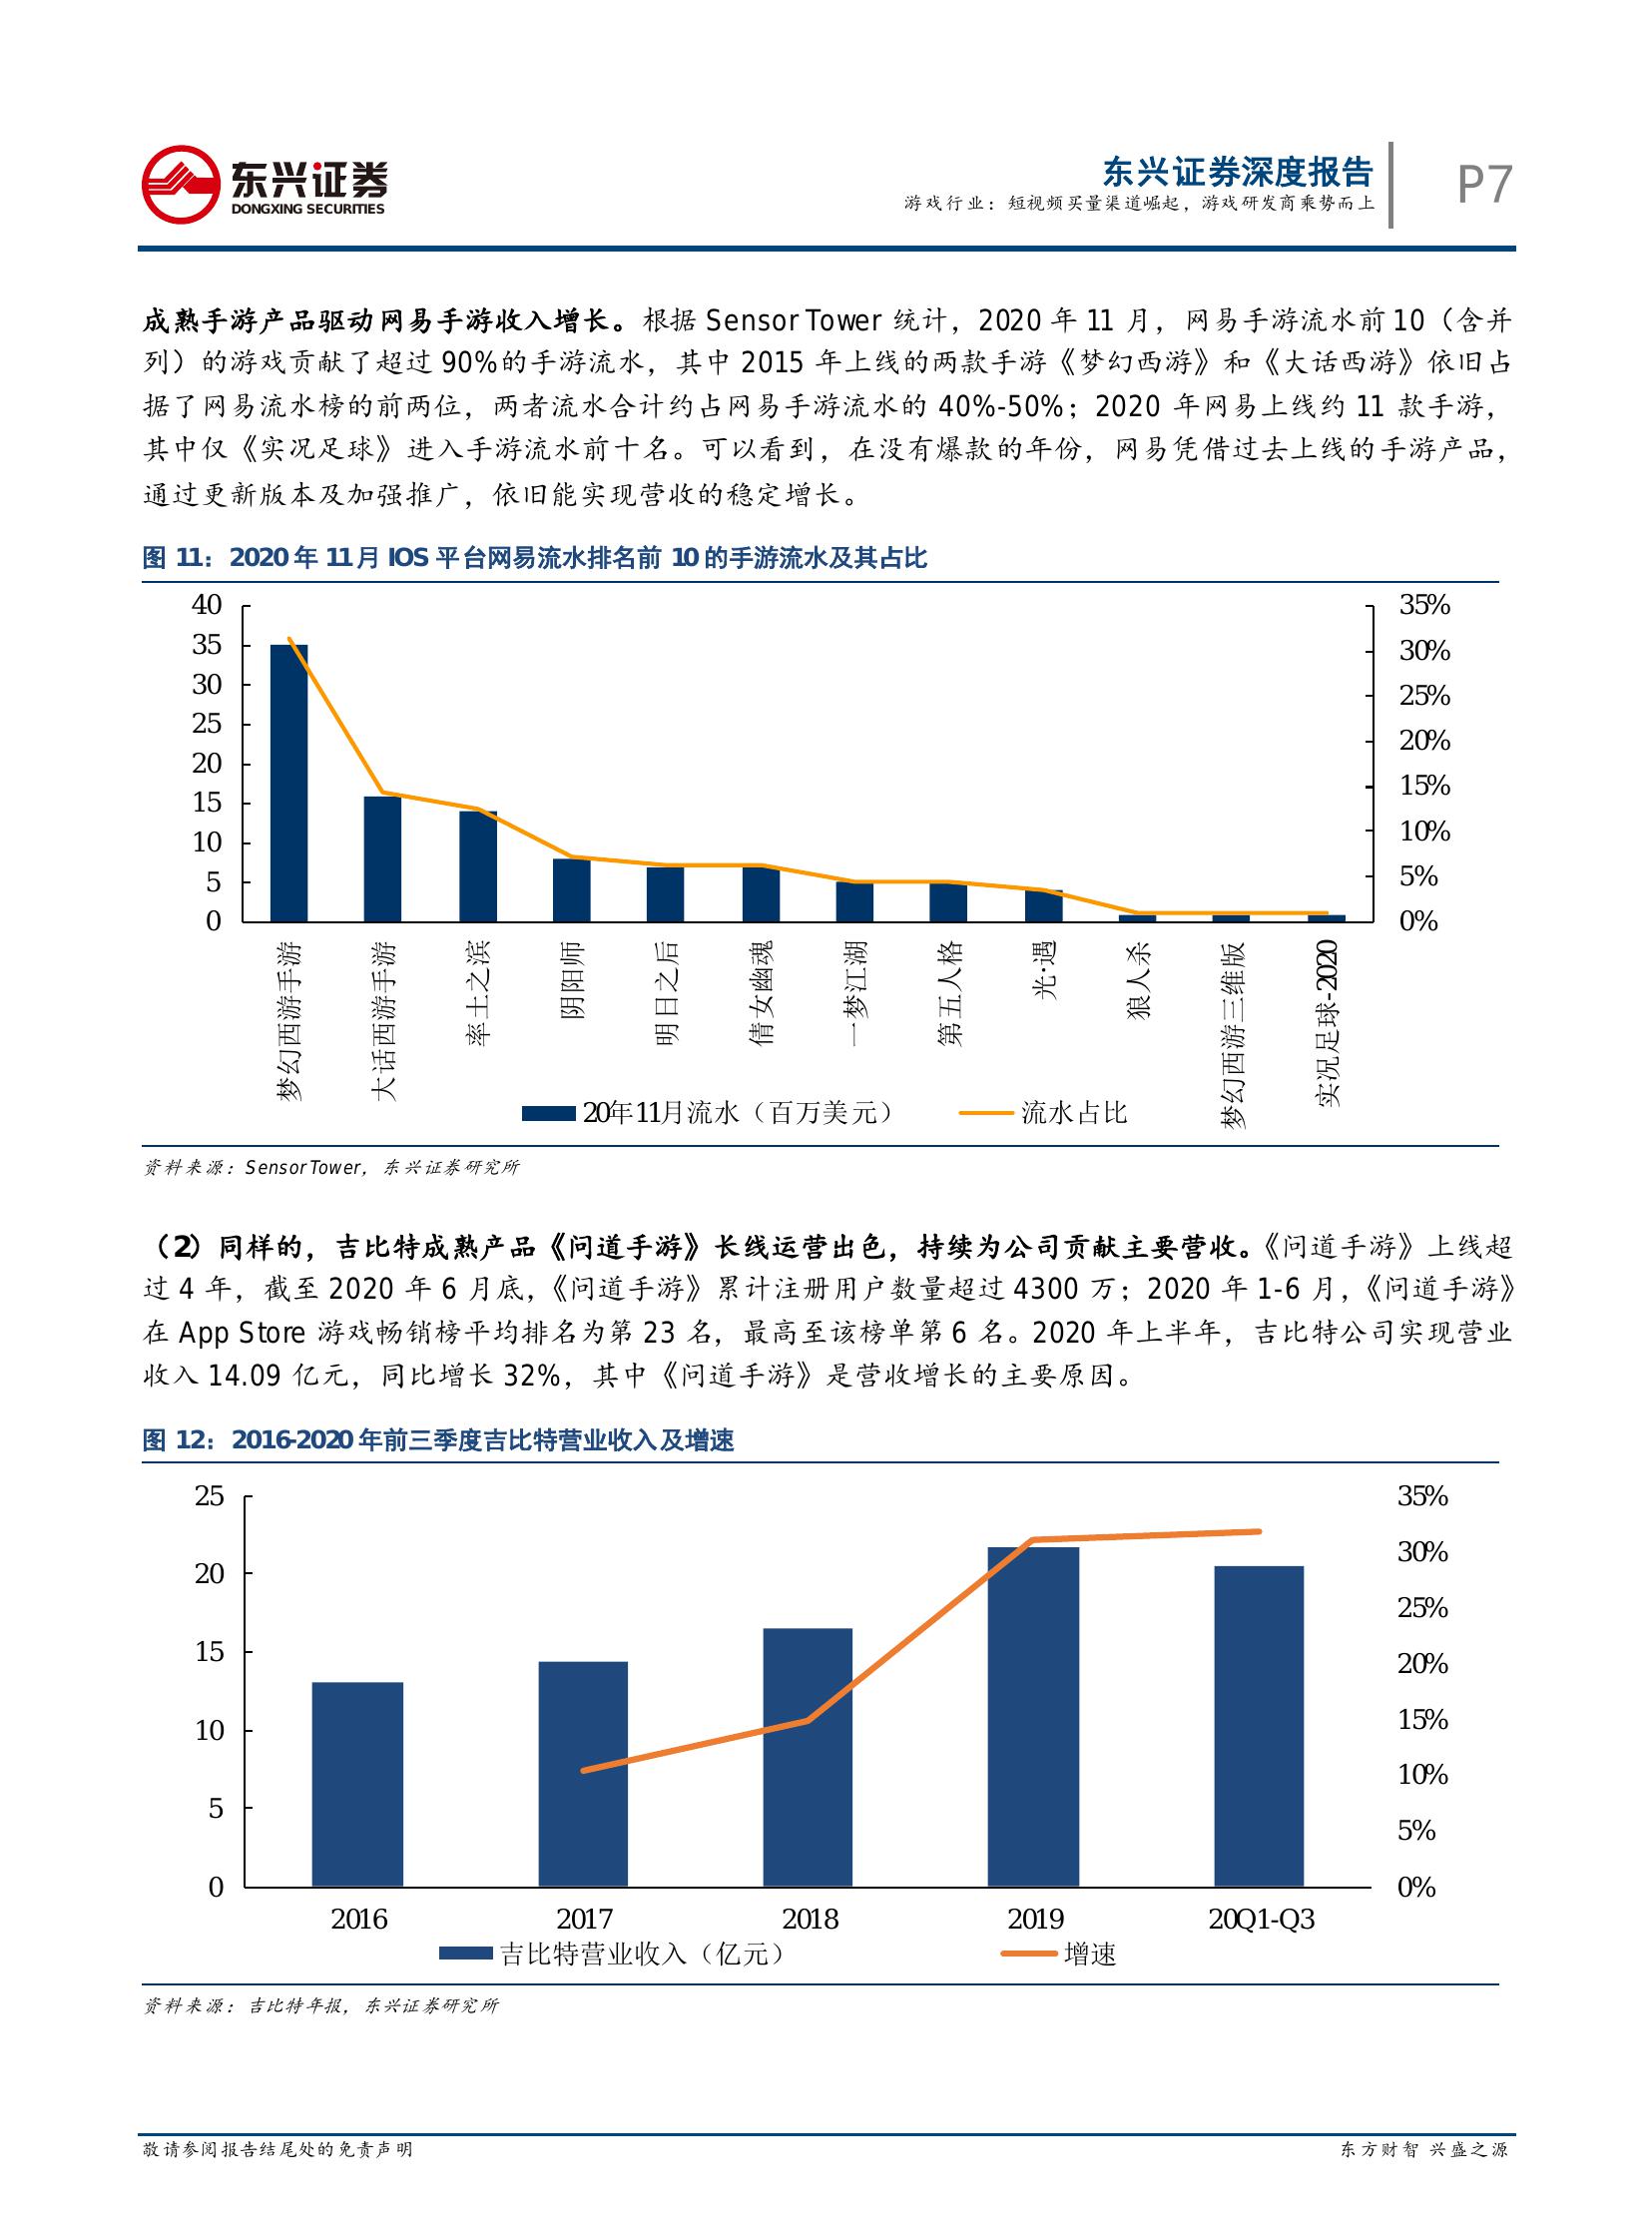 东兴证券
DONGXING SECURITIES
东兴证券深度报告
游戏行业：短视频买量渠道崛起，游戏研发商乘势而上
P7
成熟手游产品驱动网易手游收入增长。根据 Sensor Tower 统计，2020 年 11 月，网易手游流水前 10（含并
列）的游戏贡献了超过 90%的手游流水，其中 2015 年上线的两款手游《梦幻西游》和《大话西游》依旧占
据了网易流水榜的前两位，两者流水合计约占网易手游流水的 40%-50%；2020 年网易上线约 11 款手游，
其中仅《实况足球》进入手游流水前十名。可以看到，在没有爆款的年份，网易凭借过去上线的手游产品，
通过更新版本及加强推广，依旧能实现营收的稳定增长。
图 11：2020 年 11 月 IOS 平台网易流水排名前 10 的手游流水及其占比
40
35
30
25
20
15
10
5
0
35%
30%
25%
20%
15%
10%
5%
0%
梦幻西游手游
大话西游手游
率土之滨
阴阳师
明日之后
倩女幽魂
一梦江湖
第五人格
光·遇
狼人杀
梦幻西游三维版
实况足球-2020
20年11月流水（百万美元）
流水占比
资料来源：SensorTower，东兴证券研究所
（2）同样的，吉比特成熟产品《问道手游》长线运营出色，持续为公司贡献主要营收。《问道手游》上线超
过 4 年，截至 2020 年 6 月底，《问道手游》累计注册用户数量超过 4300 万；2020 年 1-6 月，《问道手游》
在 App Store 游戏畅销榜平均排名为第 23 名，最高至该榜单第 6 名。2020 年上半年，吉比特公司实现营业
收入 14.09 亿元，同比增长 32%，其中《问道手游》是营收增长的主要原因。
图 12：2016-2020 年前三季度吉比特营业收入及增速
25
20
15
10
5
0
35%
30%
25%
20%
15%
10%
5%
0%
2016
2017
2018
2019
20Q1-Q3
吉比特营业收入（亿元）
增速
资料来源：吉比特年报，东兴证券研究所
敬请参阅报告结尾处的免责声明
东方财智 兴盛之源